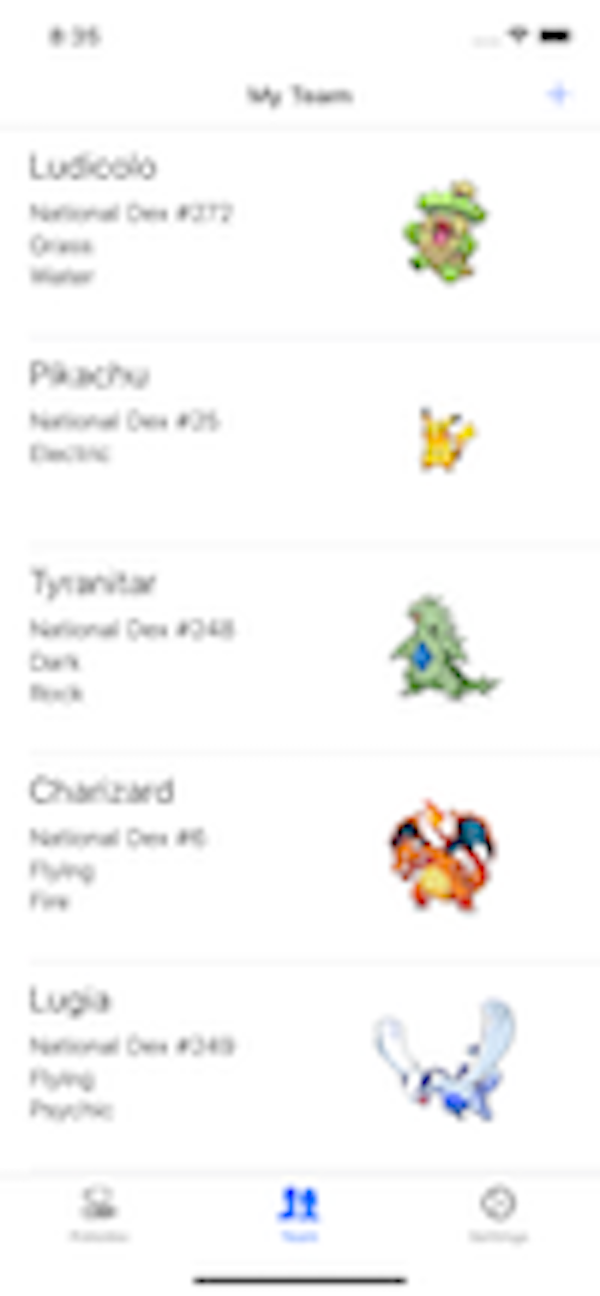 8:35
My Team
Ludicolo
National Dex #272
Grass
Water
Pikachu
National Dex #25
Electric
Tyranitar
National Dex #248
Dark
Rock
Charizard
National Dex #6
Flying
Fire
Lugia
National Dex #249
Flying
Psychic
Team
Settings